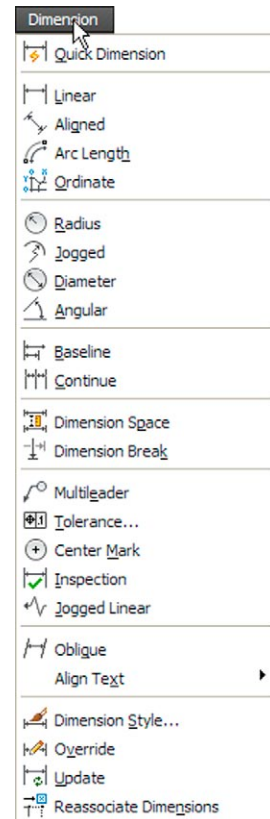 Dimension
Quick Dimension
Linear
Aligned
Arc Length
Ordinate
Radius
Jogged
Diameter
Angular
Baseline
Continue
Dimension Space
Dimension Break
Multileader
Tolerance...
Center Mark
Inspection
Jogged Linear
Oblique
Align Text
Dimension Style...
Override
Update
Reassociate Dimensions